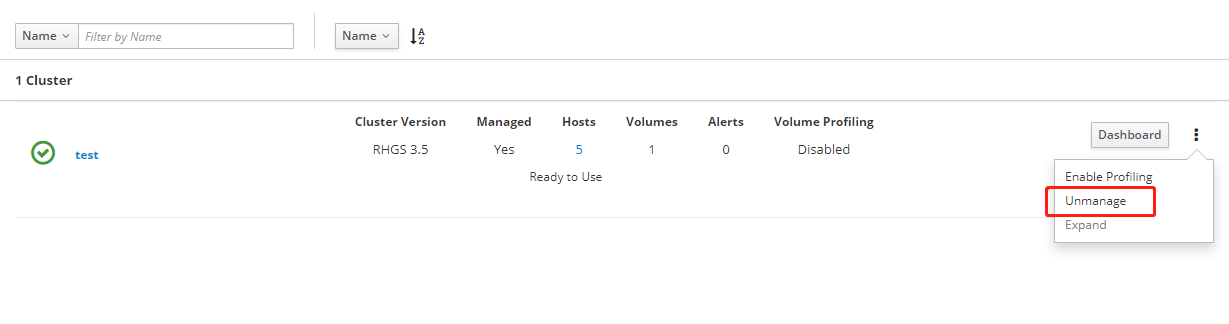 Name Filter by Name Name A Z
1 Cluster
Cluster Version Managed Hosts Volumes Alerts Volume Profiling
test RHGS 3.5 Yes 5 1 0 Disabled Dashboard
Ready to Use
Enable Profiling
Unmanage
Expand